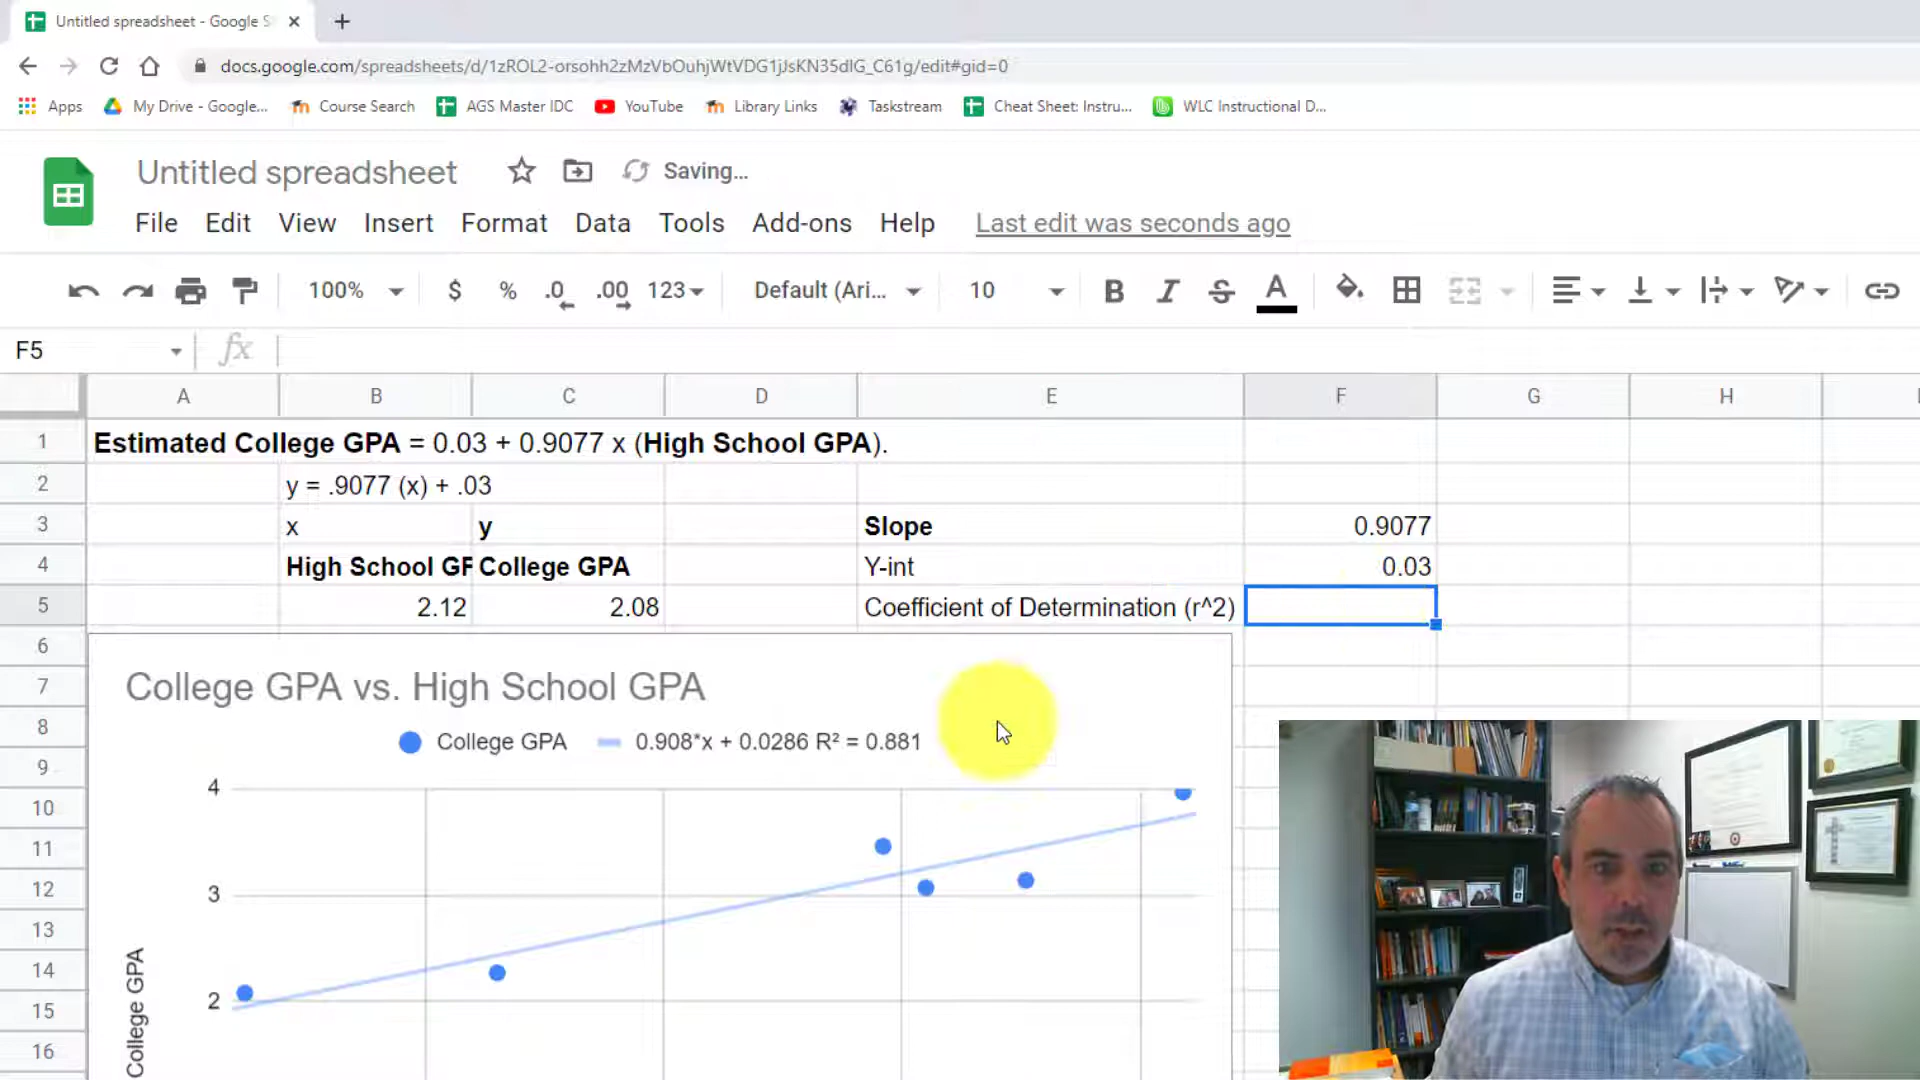 Untitled spreadsheet - Google S
docs.google.com/spreadsheets/d/1zROL2-orsohh2zMzVbOuhjWtVDG1jJsKN35dlG_C61g/edit#gid=0
Apps My Drive - Google... Course Search AGS Master IDC YouTube Library Links Taskstream Cheat Sheet: Instru... WLC Instructional D...
Untitled spreadsheet Saving...
File Edit View Insert Format Data Tools Add-ons Help Last edit was seconds ago
100% $ % .0 .00 123 Default (Ari... 10 B I S A
F5 fx
A B C D E F G H
1 Estimated College GPA = 0.03 + 0.9077 x (High School GPA).
2 y = .9077 (x) + .03
3 x y Slope 0.9077
4 High School GP College GPA Y-int 0.03
5 2.12 2.08 Coefficient of Determination (r^2)
6
7 College GPA vs. High School GPA
8 College GPA 0.908*x + 0.0286 R² = 0.881
9
4
10
11
12
3
13
14
15
2
16
College GPA